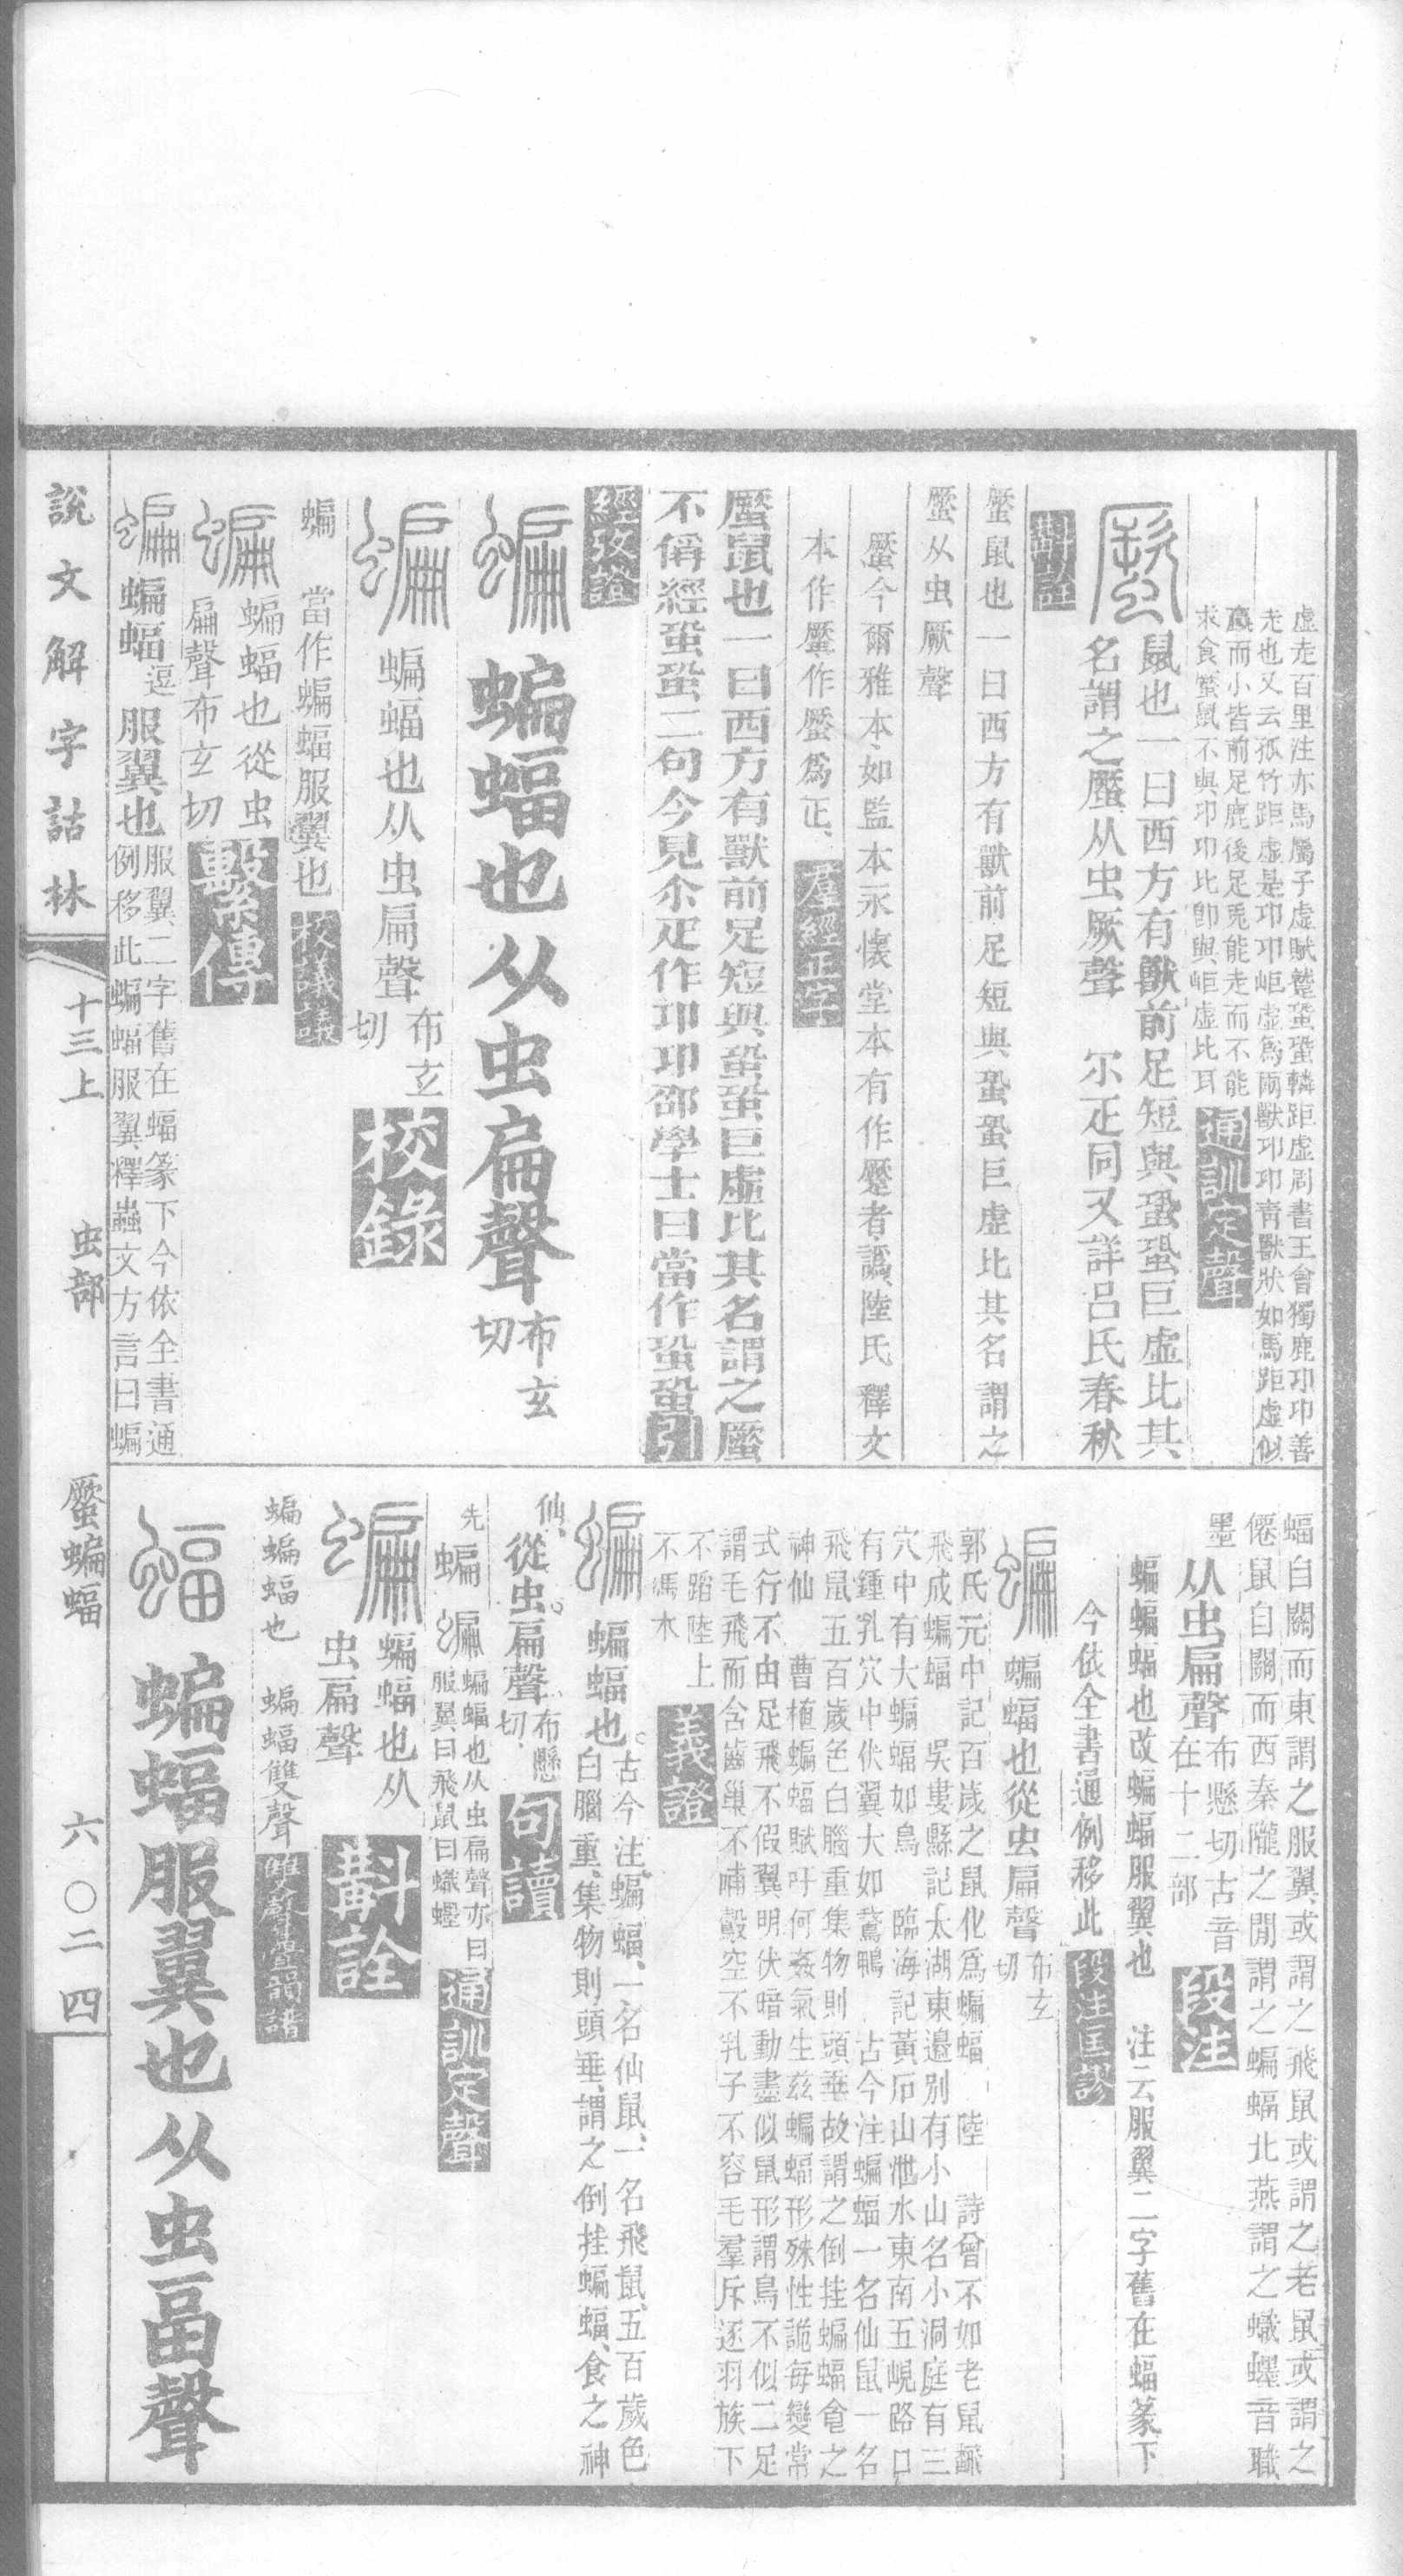 虛走百里注亦馬屬子虛賦蹵蛩蛩轔距虛周書王會獨鹿邛邛善
走也又云孤竹距虛是邛邛岠虛爲兩獸邛邛青獸狀如馬距虛似
驘而小皆前足鹿後足兎能走而不能
求食蟨鼠不與邛邛比卽與岠虛比耳 通訓定聲
鼠也一曰西方有獸前足短與蛩蛩巨虛比其
名謂之蟨从虫厥聲 尒疋同又詳呂氏春秋
斠詮
蟨鼠也一曰西方有獸前足短與蛩蛩巨虛比其名謂之
蟨从虫厥聲
蟨今爾雅本如監本永懷堂本有作蹷者譌陸氏釋文
本作蟨作蟨爲正 羣經正字
蟨鼠也一曰西方有獸前足短與蛩蛩巨虛比其名謂之蟨
不偁經蛩蛩二句今見尒疋作邛邛邵學士曰當作蛩蛩 引
經攷證
蝙 蝙蝠也从虫扁聲 布玄切
蝙 蝙蝠也从虫扁聲 布玄切 校錄
蝙 當作蝙蝠服翼也 校議議
蝙 蝙蝠也從虫
扁聲布玄切 繫傳
蝙 蝙蝠 逗 服翼也 服翼二字舊在蝠篆下今依全書通
例移此蝙蝠服翼釋蟲文方言曰蝙
蝠自關而東謂之服翼或謂之飛鼠或謂之老鼠或謂之
僊鼠自關而西秦隴之閒謂之蝙蝠北燕謂之蟙䘃音職
墨 从虫扁聲 布懸切古音
在十二部 段注
蝙蝙蝠也改蝙蝠服翼也 注云服翼二字舊在蝠篆下
今依全書通例移此 段注匡謬
蝙 蝙蝠也從虫扁聲 布玄切
郭氏元中記百歲之鼠化爲蝙蝠 陸 詩曾不如老鼠翻
飛成蝙蝠 吳婁縣記太湖東邉別有小山名小洞庭有三
穴中有大蝙蝠如鳥 臨海記黃石山泄水東南五峴路口
有鍾乳穴中伏翼大如鵞鴨 古今注蝙蝠一名仙鼠一名
飛鼠五百歲色白腦重集物則頭垂故謂之倒挂蝙蝠食之
神仙 曹植蝙蝠賦吁何姦氣生茲蝙蝠形殊性詭每變常
式行不由足飛不假翼明伏暗動盡似鼠形謂鳥不似二足
謂毛飛而含齒巢不哺鷇空不乳子不容毛羣斥逐羽族下
不蹈陸上
不馮木 義證
蝙 蝙蝠也 古今注蝙蝠一名仙鼠一名飛鼠五百歲色
白腦重集物則頭垂謂之倒挂蝙蝠食之神
仙 從虫扁聲 布懸切 句讀
先 蝙 蝙 蝙蝠也从虫扁聲亦曰
服翼曰飛鼠曰蟙䘃 通訓定聲
蝙 蝙蝠也从
虫扁聲 斠詮
蝙蝙蝠也 蝙蝠雙聲 雙聲疊韻譜
蝠 蝙蝠服翼也从虫畐聲
說文解字詁林 十三上 虫部 蟨蝙蝠 六〇二四